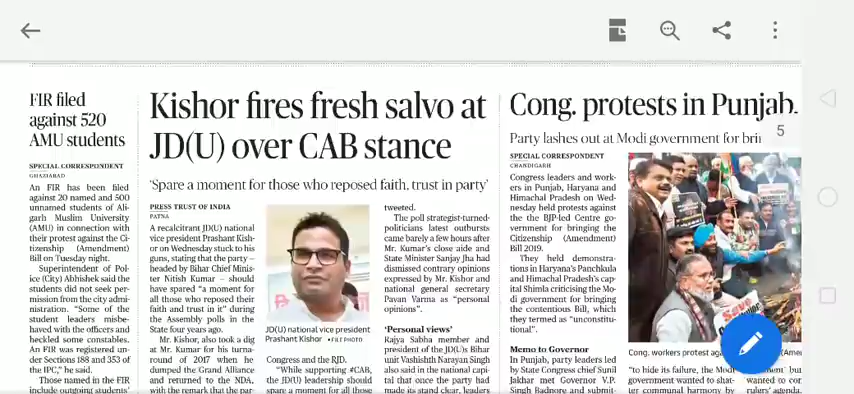 FIR filed
against 520
AMU students
SPECIAL CORRESPONDENT
GHAZIABAD
An FIR has been filed
against 20 named and 500
unnamed students of Ali-
garh Muslim University
(AMU) in connection with
their protest against the Ci-
tizenship (Amendment)
Bill on Tuesday night.
Superintendent of Pol-
ice (City) Abhishek said the
students did not seek per-
mission from the city admi-
nistration. "Some of the
student leaders misbe-
haved with the officers and
heckled some constables.
An FIR was registered un-
der Sections 188 and 353 of
the IPC," he said.
Those named in the FIR
include outgoing students'
Kishor fires fresh salvo at
JD(U) over CAB stance
'Spare a moment for those who reposed faith, trust in party'
PRESS TRUST OF INDIA
PATNA
A recalcitrant JD(U) national
vice president Prashant Kish-
or on Wednesday stuck to his
guns, stating that the party –
headed by Bihar Chief Minis-
ter Nitish Kumar – should
have spared "a moment for
all those who reposed their
faith and trust in it" during
the Assembly polls in the
State four years ago.
Mr. Kishor, also took a dig
at Mr. Kumar for his turna-
round of 2017 when he
dumped the Grand Alliance
and returned to the NDA,
with the remark that the par-
JD(U) national vice president
Prashant Kishor • FILE PHOTO
Congress and the RJD.
"While supporting #CAB,
the JD(U) leadership should
spare a moment for all those
tweeted.
The poll strategist-turned-
politicians latest outbursts
came barely a few hours after
Mr. Kumar's close aide and
State Minister Sanjay Jha had
dismissed contrary opinions
expressed by Mr. Kishor and
national general secretary
Pavan Varma as "personal
opinions".
'Personal views'
Rajya Sabha member and
president of the JD(U)s Bihar
unit Vashishth Narayan Singh
also said in the national capi-
tal that once the party had
made its stand clear, leaders
Cong. protests in Punjab,
Party lashes out at Modi government for brin
5
SPECIAL CORRESPONDENT
CHANDIGARH
Congress leaders and work-
ers in Punjab, Haryana and
Himachal Pradesh on Wed-
nesday held protests against
the the BJP-led Centre go-
vernment for bringing the
Citizenship (Amendment)
Bill 2019.
They held demonstra-
tions in Haryana's Panchkula
and Himachal Pradesh's cap-
ital Shimla criticising the Mo-
di government for bringing
the contentious Bill, which
they termed as "unconstitu-
tional".
Memo to Governor
In Punjab, party leaders led
by State Congress chief Sunil
Jakhar met Governor V.P.
Singh Badnore and submit-
Save
Cong. workers protest aga
(Amer
"to hide its failure, the Modi
government wanted to shat-
ter communal harmony by
wanted to cor
rulers' agenda.